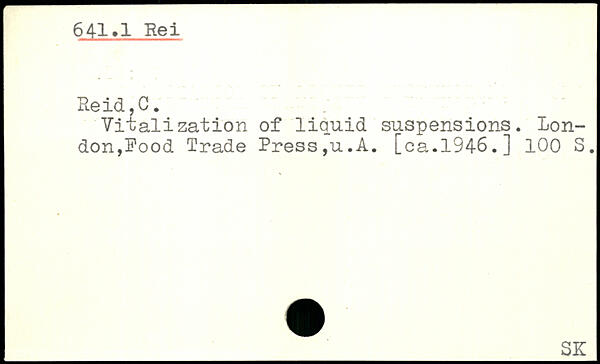 641.1 Rei
Reid,C.
Vitalization of liquid suspensions. Lon-
don,Food Trade Press,u.A. [ca.1946.] 100 S.
SK